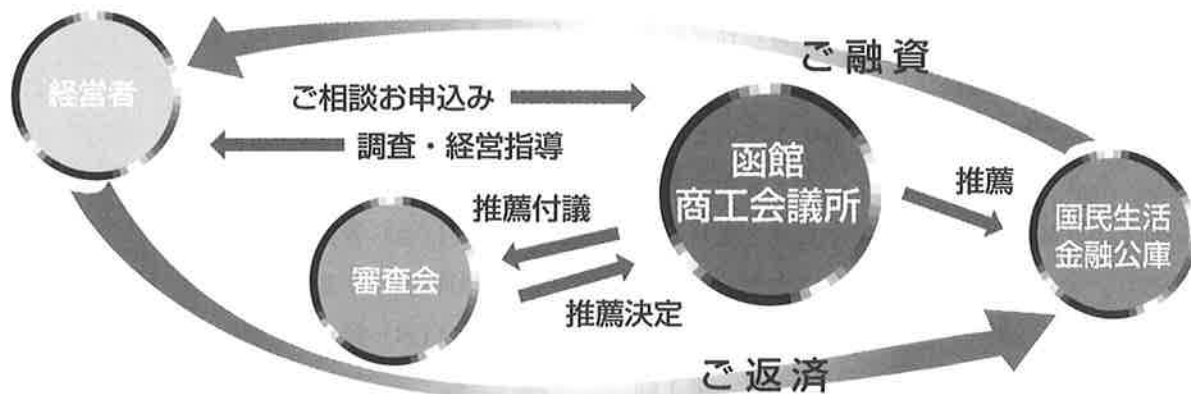 ご融資
経営者
ご相談お申込み
調査・経営指導
函館
商工会議所
推薦
国民生活
金融公庫
推薦付議
審査会
推薦決定
ご返済